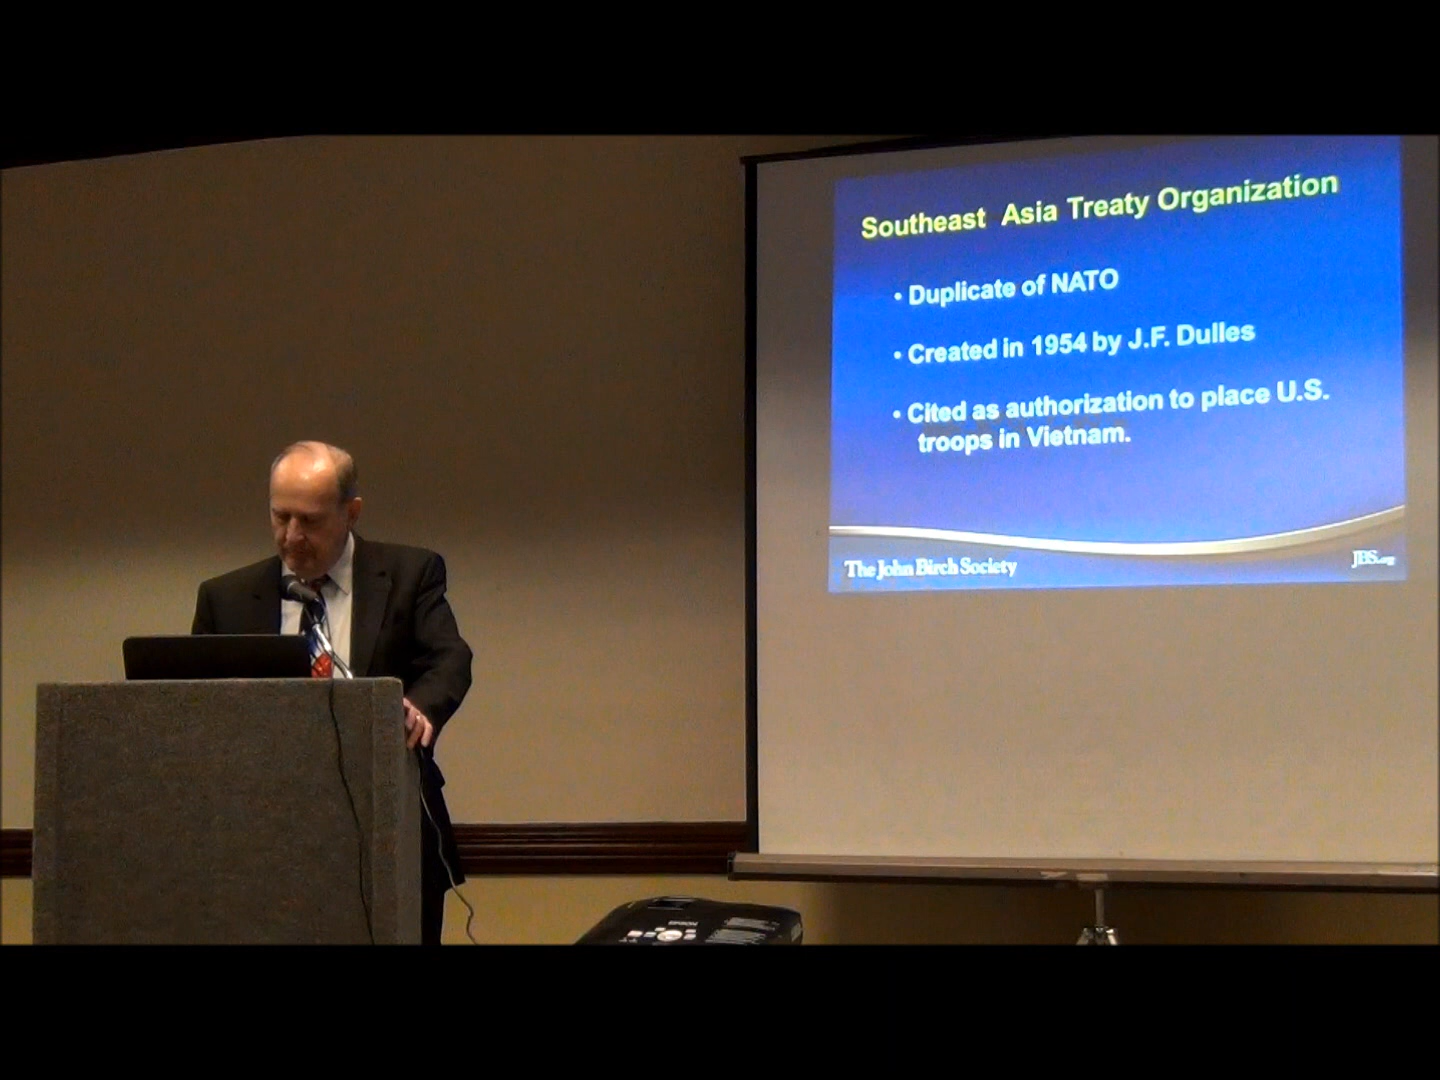 Southeast Asia Treaty Organization
• Duplicate of NATO
• Created in 1954 by J.F. Dulles
• Cited as authorization to place U.S.
troops in Vietnam.
The John Birch Society
JBS.org
EPSON